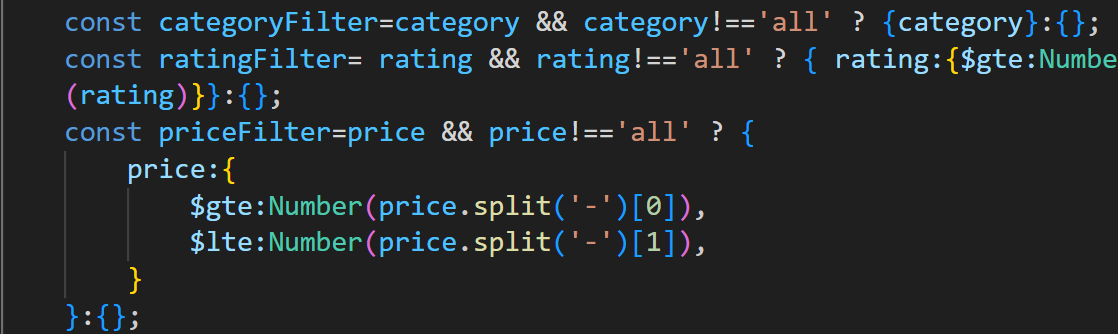 const categoryFilter=category && category!=='all' ? {category}:{};
const ratingFilter= rating && rating!=='all' ? { rating:{$gte:Numbe
(rating)}}:{};
const priceFilter=price && price!=='all' ? {
price:{
$gte:Number(price.split('-')[0]),
$lte:Number(price.split('-')[1]),
}
}:{};